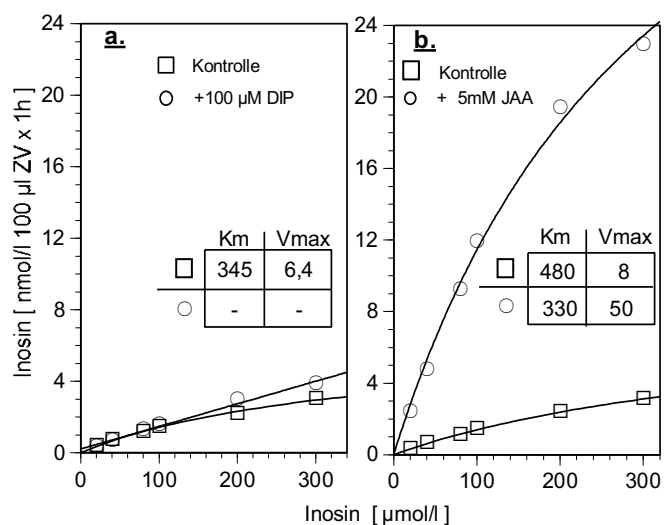 24
20
16
12
8
4
0
Inosin [ nmol/l 100 µl ZV x 1h ]
a.
Kontrolle
+100 µM DIP
Km Vmax
345 6,4
- -
0 100 200 300
24
20
16
12
8
4
0
b.
Kontrolle
+ 5mM JAA
Km Vmax
480 8
330 50
0 100 200 300
Inosin [ µmol/l ]